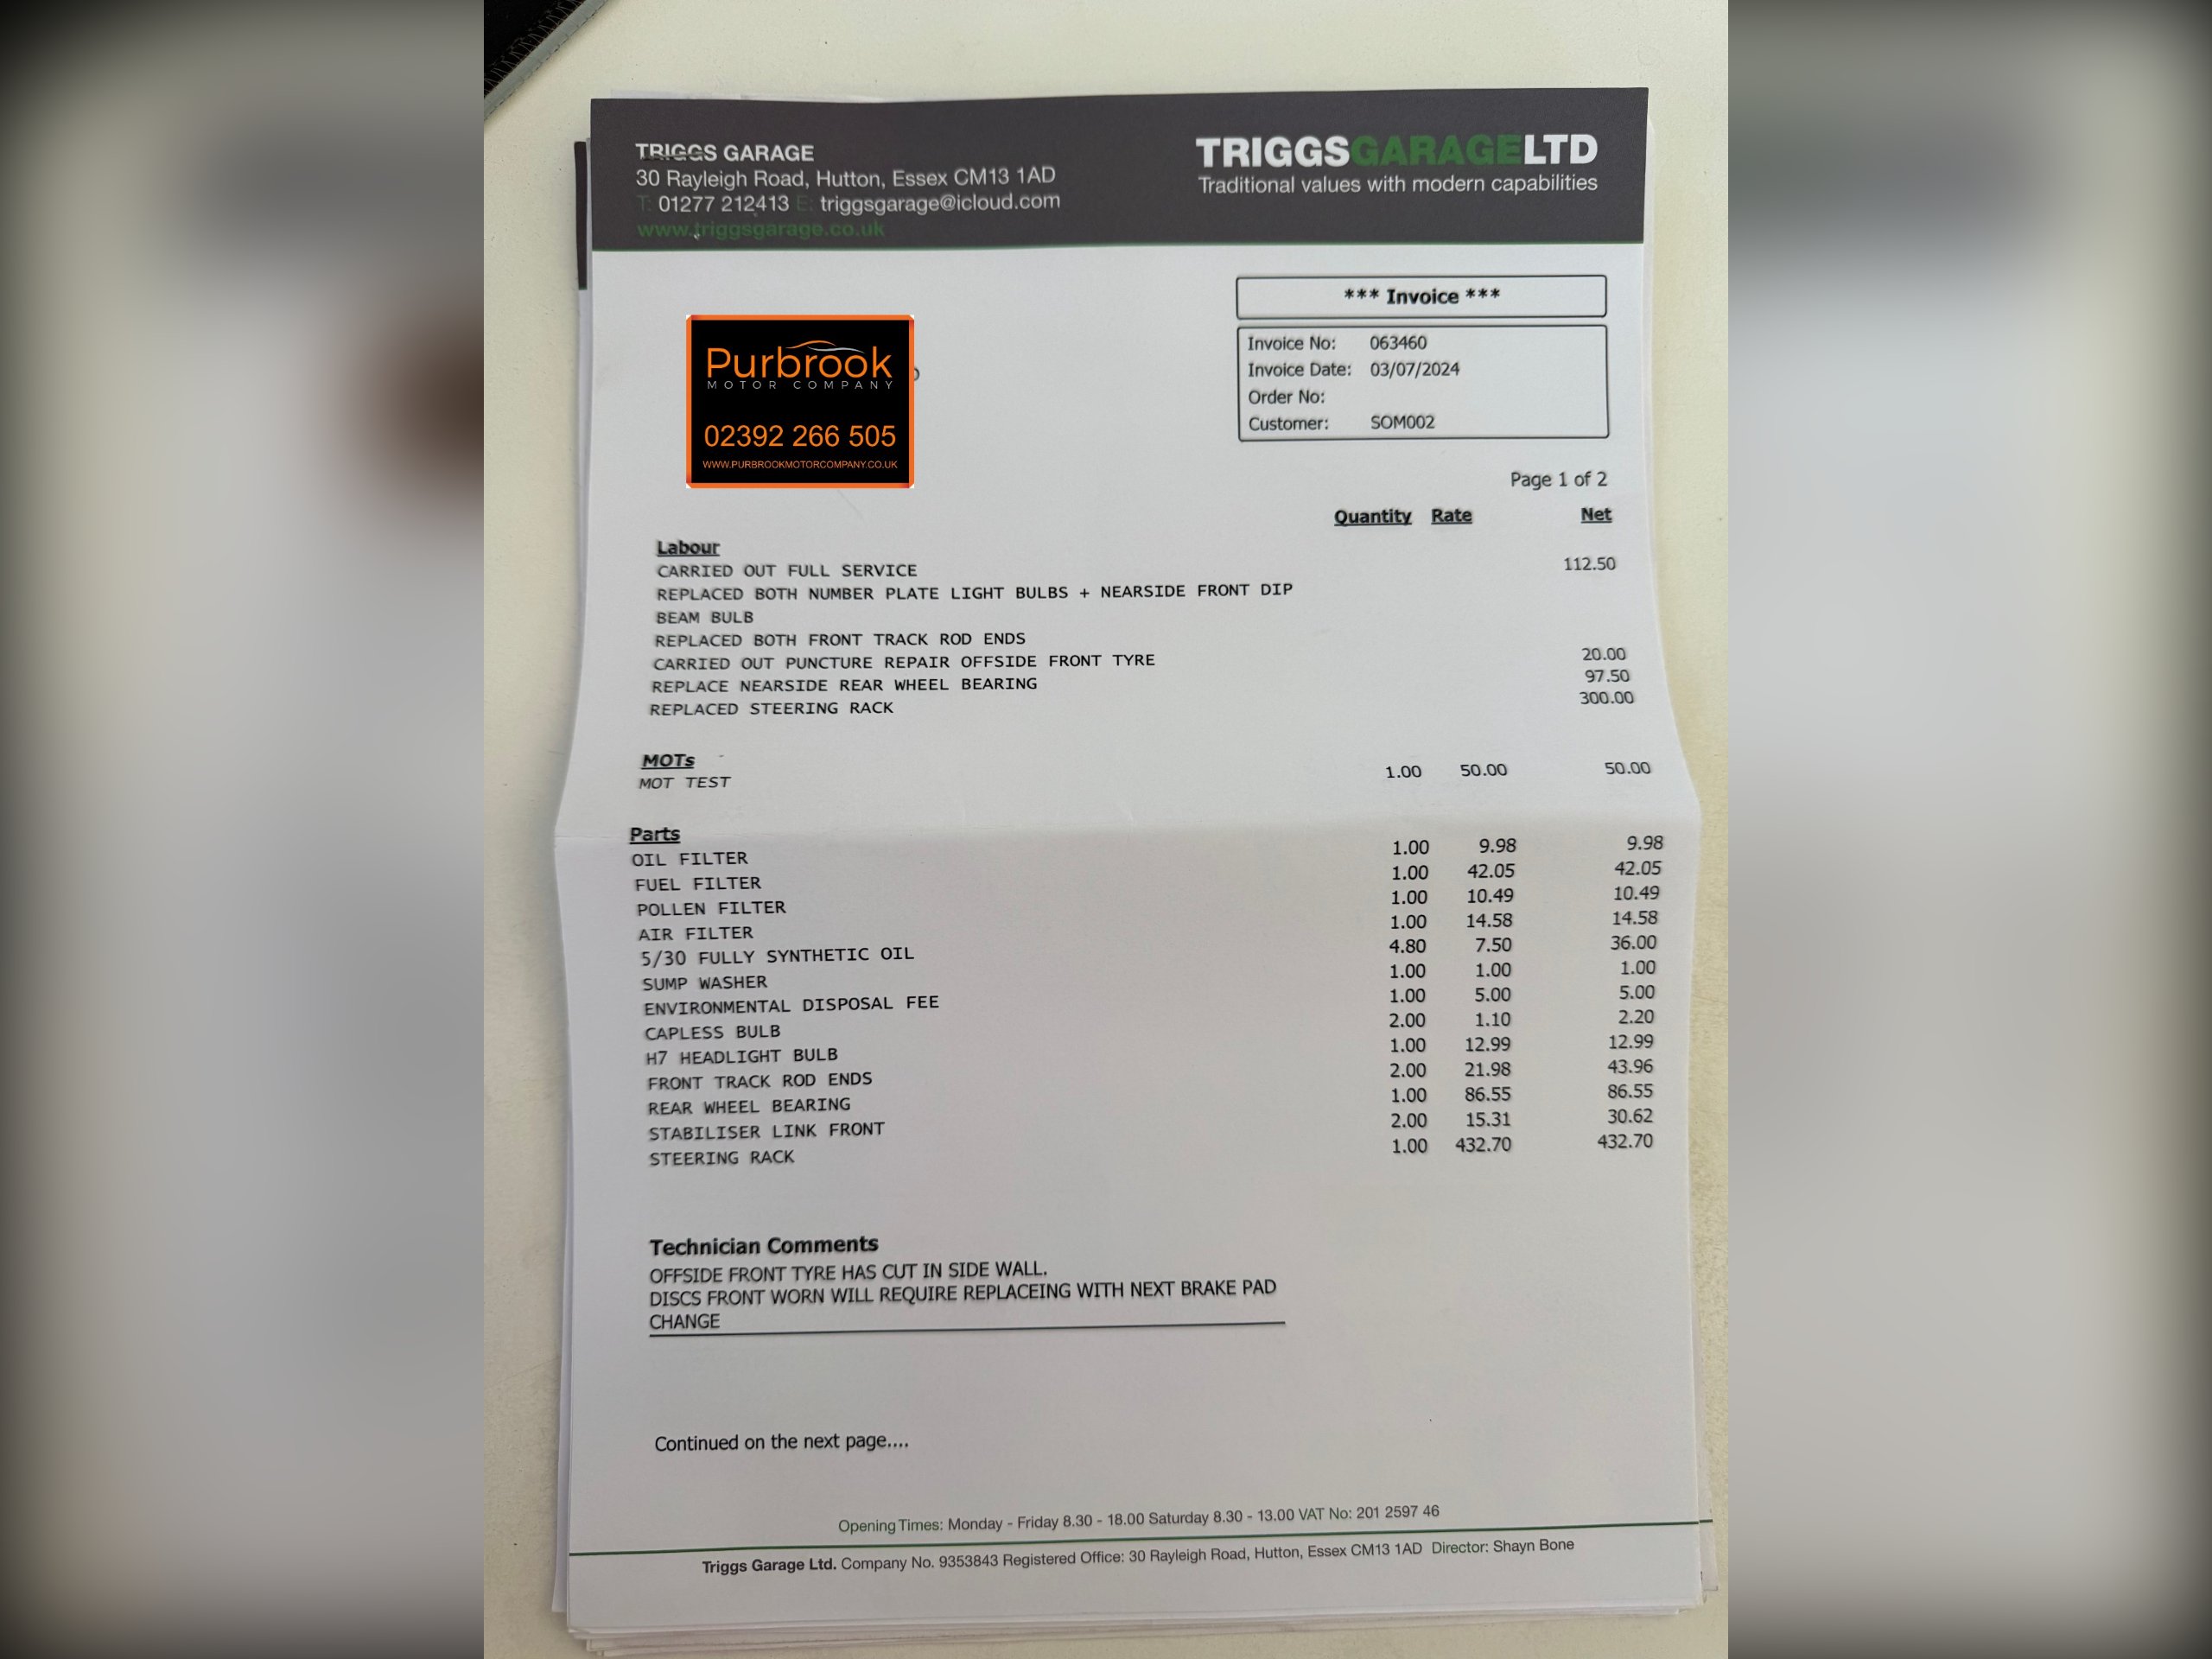 TRIGGS GARAGE
30 Rayleigh Road, Hutton, Essex CM13 1AD
T: 01277 212413 E: triggsgarage@icloud.com
www.triggsgarage.co.uk
TRIGGSGARAGELTD
Traditional values with modern capabilities
*** Invoice ***
Invoice No: 063460
Invoice Date: 03/07/2024
Order No:
Customer: SOM002
Purbrook
MOTOR COMPANY
02392 266 505
WWW.PURBROOKMOTORCOMPANY.CO.UK
Page 1 of 2
Quantity Rate Net
Labour
CARRIED OUT FULL SERVICE 112.50
REPLACED BOTH NUMBER PLATE LIGHT BULBS + NEARSIDE FRONT DIP
BEAM BULB
REPLACED BOTH FRONT TRACK ROD ENDS
CARRIED OUT PUNCTURE REPAIR OFFSIDE FRONT TYRE 20.00
REPLACE NEARSIDE REAR WHEEL BEARING 97.50
REPLACED STEERING RACK 300.00
MOTs
MOT TEST 1.00 50.00 50.00
Parts
OIL FILTER 1.00 9.98 9.98
FUEL FILTER 1.00 42.05 42.05
POLLEN FILTER 1.00 10.49 10.49
AIR FILTER 1.00 14.58 14.58
5/30 FULLY SYNTHETIC OIL 4.80 7.50 36.00
SUMP WASHER 1.00 1.00 1.00
ENVIRONMENTAL DISPOSAL FEE 1.00 5.00 5.00
CAPLESS BULB 2.00 1.10 2.20
H7 HEADLIGHT BULB 1.00 12.99 12.99
FRONT TRACK ROD ENDS 2.00 21.98 43.96
REAR WHEEL BEARING 1.00 86.55 86.55
STABILISER LINK FRONT 2.00 15.31 30.62
STEERING RACK 1.00 432.70 432.70
Technician Comments
OFFSIDE FRONT TYRE HAS CUT IN SIDE WALL.
DISCS FRONT WORN WILL REQUIRE REPLACEING WITH NEXT BRAKE PAD
CHANGE
Continued on the next page....
Opening Times: Monday - Friday 8.30 - 18.00 Saturday 8.30 - 13.00 VAT No: 201 2597 46
Triggs Garage Ltd. Company No. 9353843 Registered Office: 30 Rayleigh Road, Hutton, Essex CM13 1AD Director: Shayn Bone